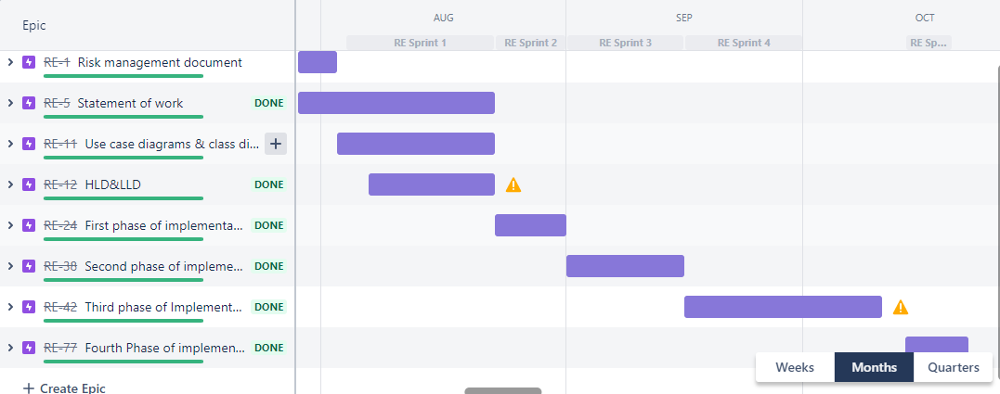 Epic
AUG SEP OCT
RE Sprint 1 RE Sprint 2 RE Sprint 3 RE Sprint 4 RE Sp...
RE-1 Risk management document
RE-5 Statement of work DONE
RE-11 Use case diagrams & class di... +
RE-12 HLD&LLD DONE
RE-24 First phase of implementa... DONE
RE-38 Second phase of impleme... DONE
RE-42 Third phase of Implement... DONE
RE-77 Fourth Phase of implemen... DONE
Weeks Months Quarters
+ Create Epic